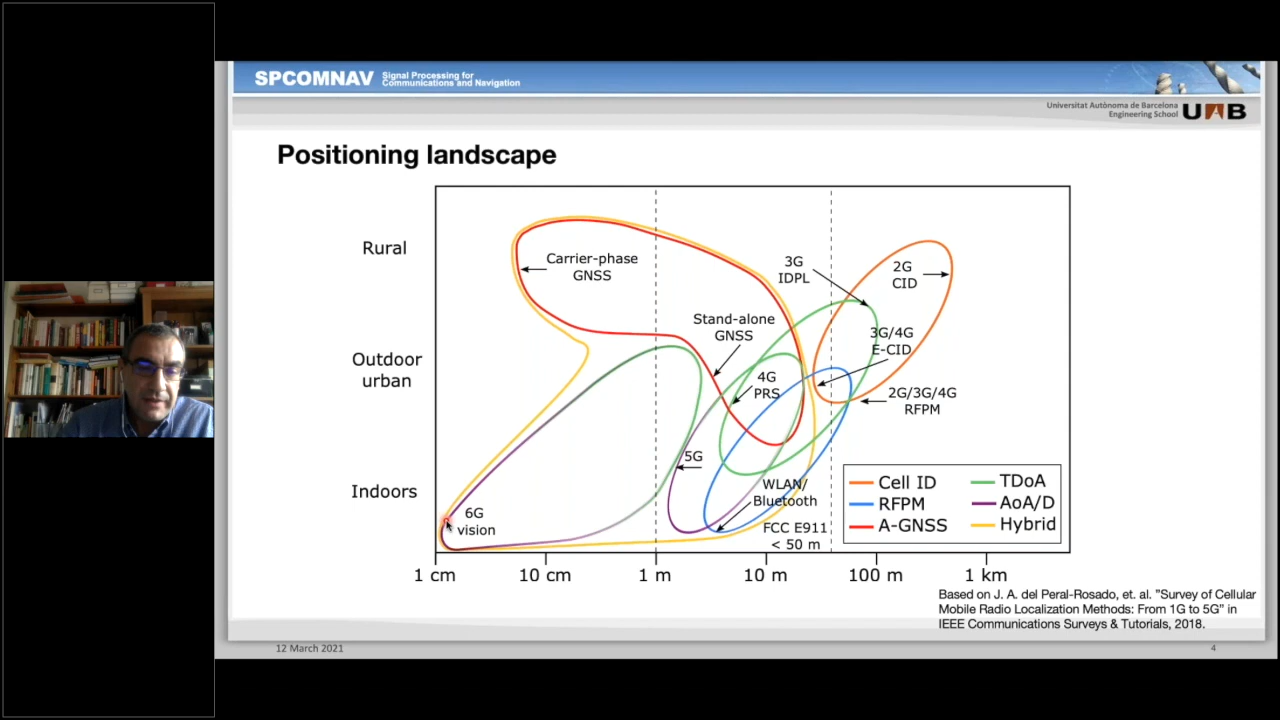 SPCOMNAV
Signal Processing for
Communications and Navigation
Universitat Autònoma de Barcelona
Engineering School
UAB
Positioning landscape
Rural
Outdoor
urban
Indoors
Carrier-phase
GNSS
Stand-alone
GNSS
3G
IDPL
2G
CID
3G/4G
E-CID
4G
PRS
2G/3G/4G
RFPM
5G
WLAN/
Bluetooth
6G
vision
FCC E911
< 50 m
Cell ID
RFPM
A-GNSS
TDoA
AoA/D
Hybrid
1 cm
10 cm
1 m
10 m
100 m
1 km
Based on J. A. del Peral-Rosado, et. al. "Survey of Cellular
Mobile Radio Localization Methods: From 1G to 5G" in
IEEE Communications Surveys & Tutorials, 2018.
12 March 2021
4